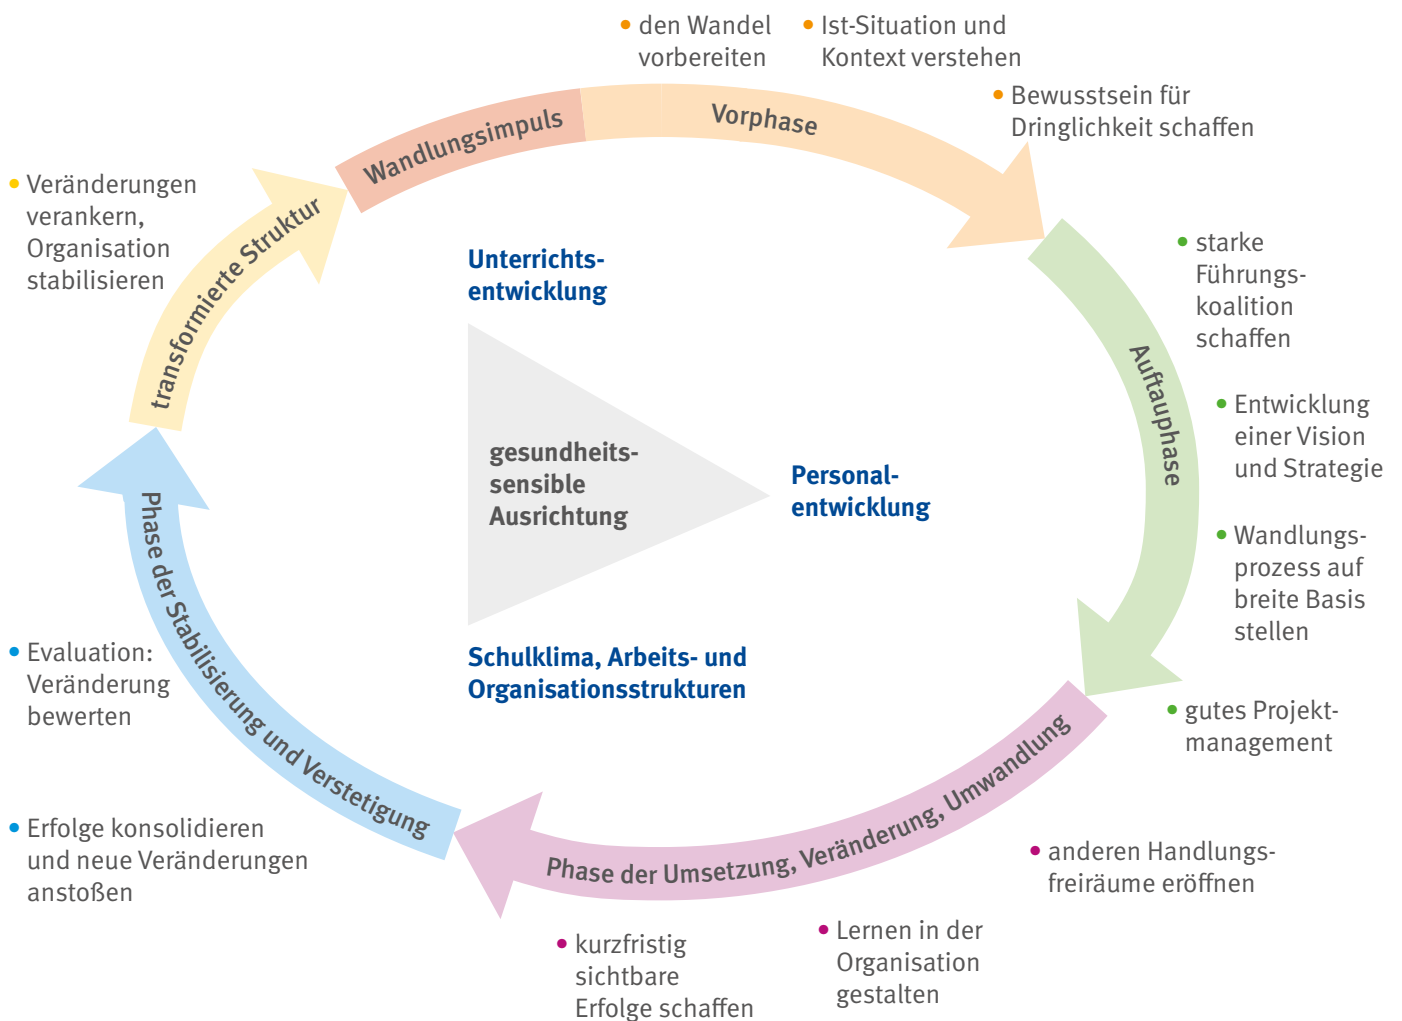 • den Wandel
vorbereiten
• Ist-Situation und
Kontext verstehen
• Bewusstsein für
Dringlichkeit schaffen
Wandlungsimpuls
Vorphase
• starke
Führungs-
koalition
schaffen
• Entwicklung
einer Vision
und Strategie
• Wandlungs-
prozess auf
breite Basis
stellen
• gutes Projekt-
management
Auftauphase
Phase der Umsetzung, Veränderung, Umwandlung
• anderen Handlungs-
freiräume eröffnen
• Lernen in der
Organisation
gestalten
• kurzfristig
sichtbare
Erfolge schaffen
Phase der Stabilisierung und Verstetigung
• Erfolge konsolidieren
und neue Veränderungen
anstoßen
• Evaluation:
Veränderung
bewerten
transformierte Struktur
• Veränderungen
verankern,
Organisation
stabilisieren
Unterrichts-
entwicklung
gesundheits-
sensible
Ausrichtung
Personal-
entwicklung
Schulklima, Arbeits- und
Organisationsstrukturen